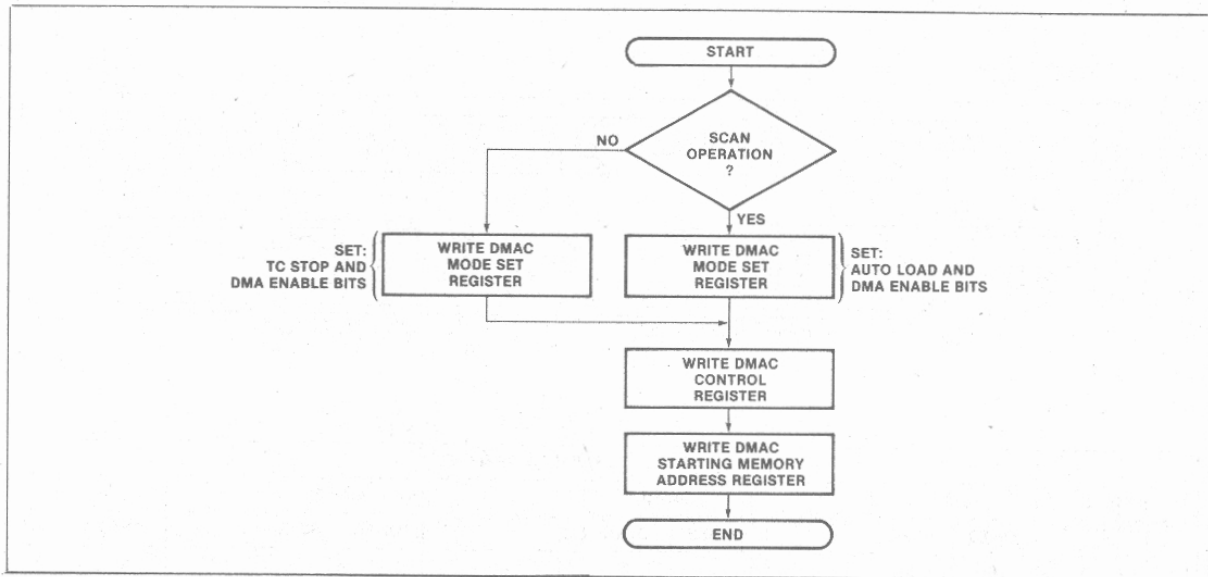 START
SCAN
OPERATION
?
NO
YES
SET:
TC STOP AND
DMA ENABLE BITS
WRITE DMAC
MODE SET
REGISTER
WRITE DMAC
MODE SET
REGISTER
SET:
AUTO LOAD AND
DMA ENABLE BITS
WRITE DMAC
CONTROL
REGISTER
WRITE DMAC
STARTING MEMORY
ADDRESS REGISTER
END